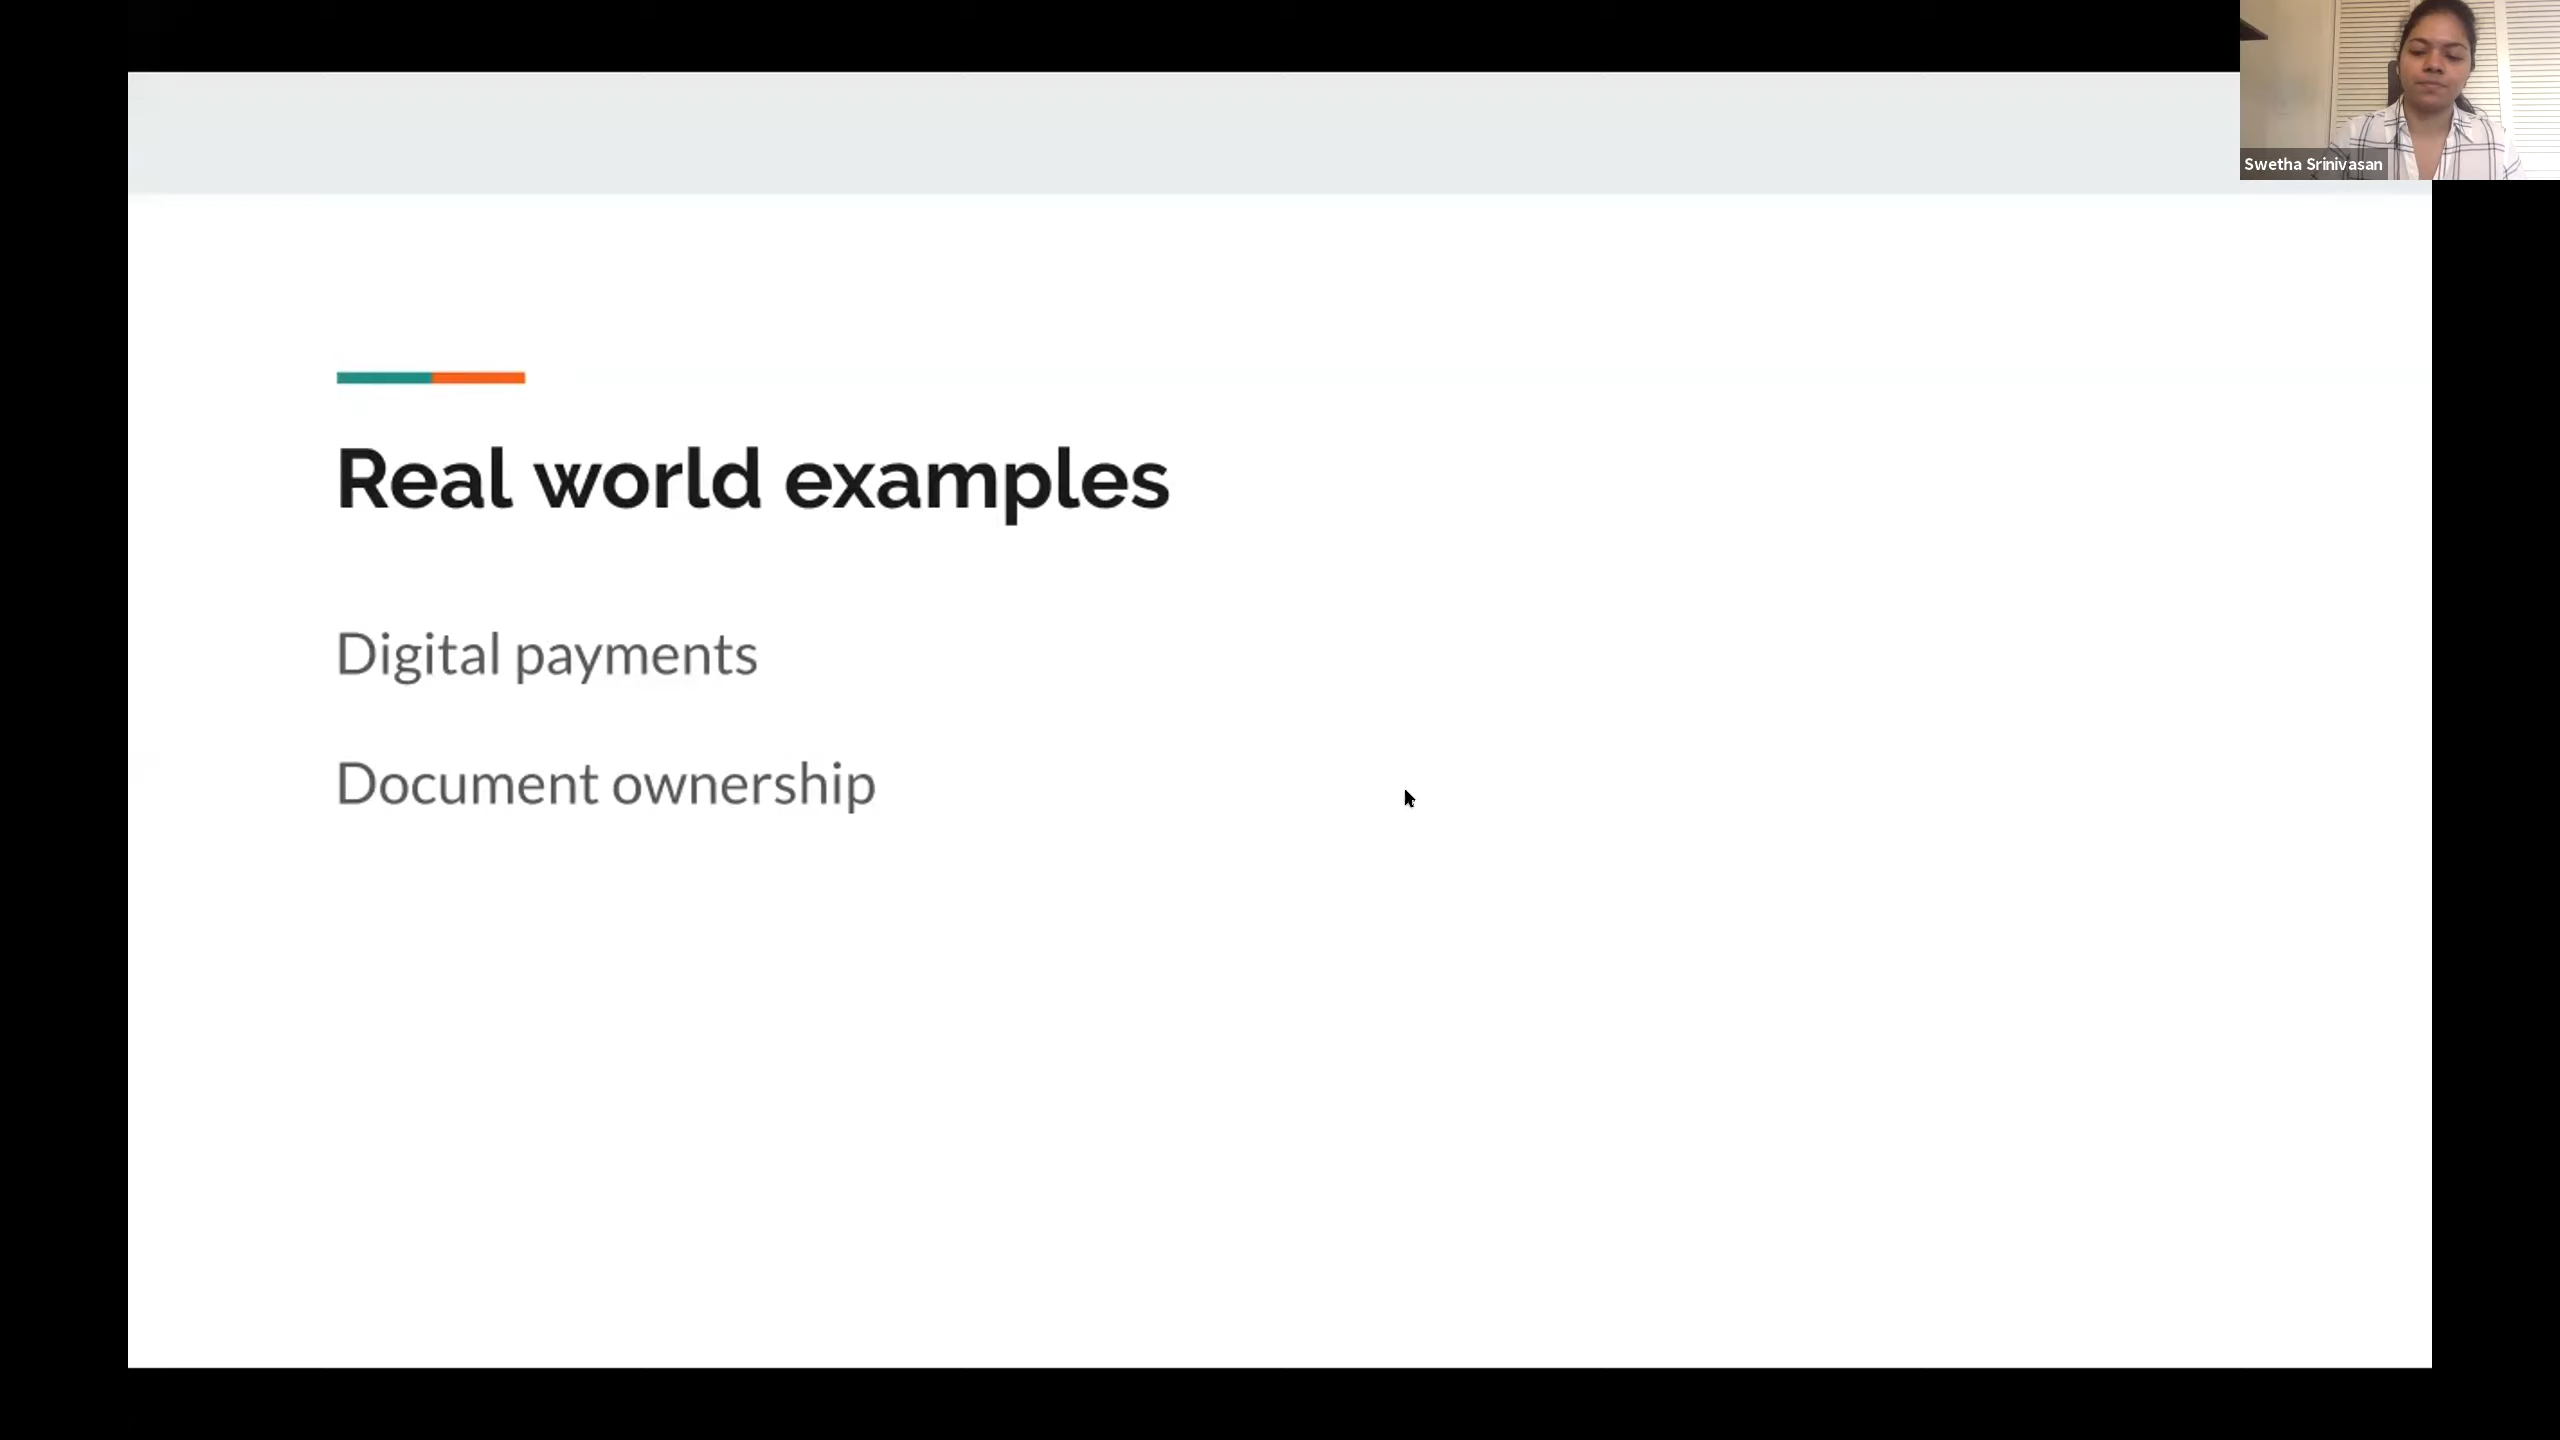 Swetha Srinivasan
Real world examples
Digital payments
Document ownership